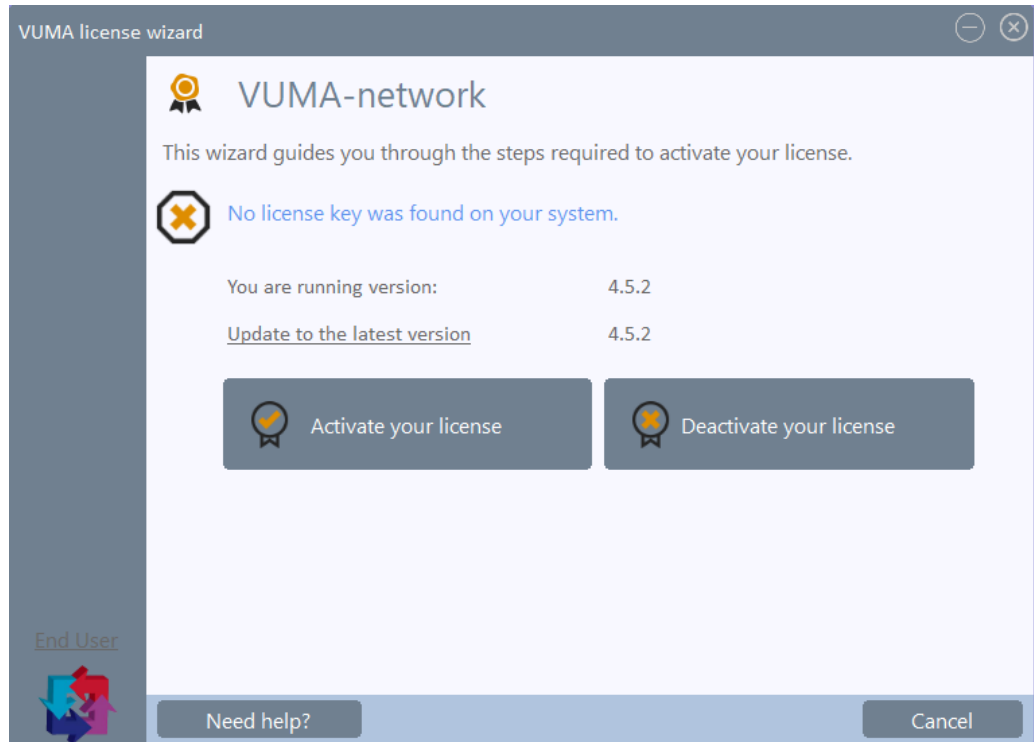 VUMA license wizard
VUMA-network
This wizard guides you through the steps required to activate your license.
No license key was found on your system.
You are running version: 4.5.2
Update to the latest version 4.5.2
Activate your license Deactivate your license
End User
Need help? Cancel